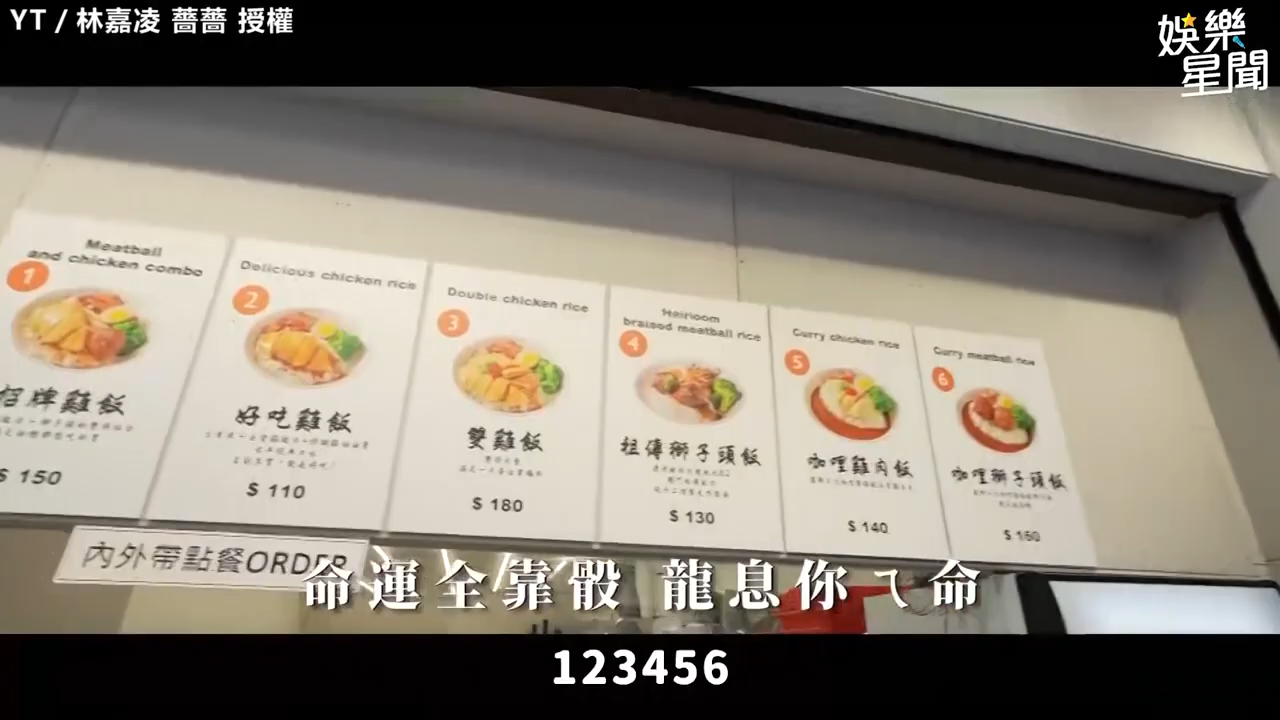 YT / 林嘉凌 薔薔 授權
娛樂
星聞
Meatball
and chicken combo
1
招牌雞飯
$ 150
Delicious chicken rice
2
好吃雞飯
$ 110
Double chicken rice
3
雙雞飯
$ 180
Heirloom
braised meatball rice
4
祖傳獅子頭飯
$ 130
Curry chicken rice
5
咖哩雞肉飯
$ 140
Curry meatball rice
6
咖哩獅子頭飯
$ 160
內外帶點餐ORDER
命運全靠骰 龍息你ㄟ命
123456